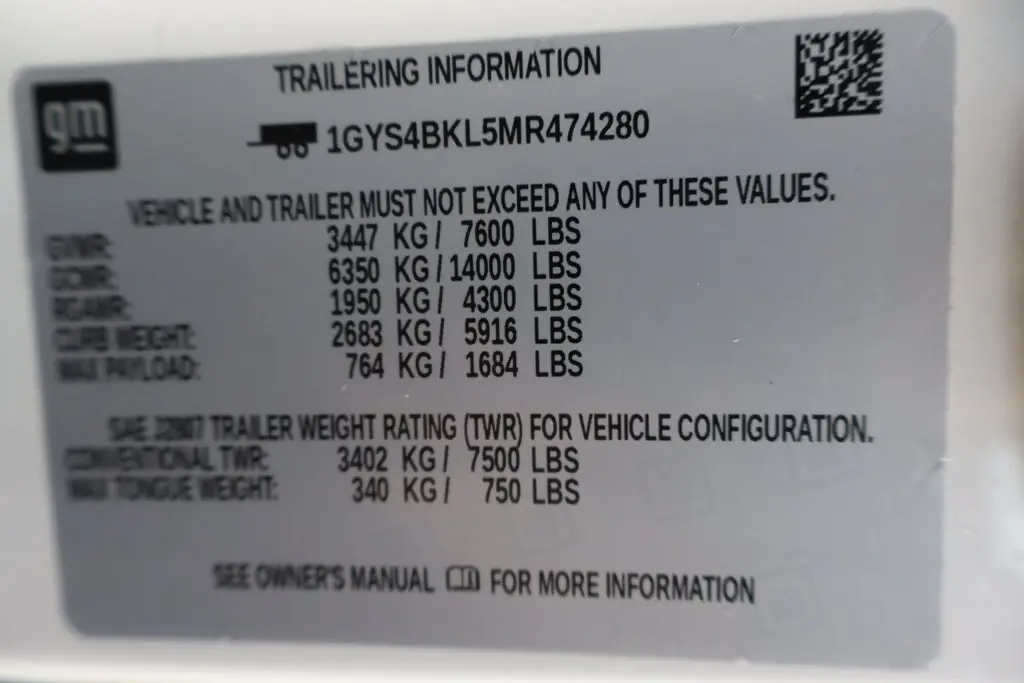 TRAILERING INFORMATION
gm
1GYS4BKL5MR474280
VEHICLE AND TRAILER MUST NOT EXCEED ANY OF THESE VALUES.
GVWR: 3447 KG / 7600 LBS
GCWR: 6350 KG / 14000 LBS
RGAWR: 1950 KG / 4300 LBS
CURB WEIGHT: 2683 KG / 5916 LBS
MAX PAYLOAD: 764 KG / 1684 LBS
SAE J2807 TRAILER WEIGHT RATING (TWR) FOR VEHICLE CONFIGURATION.
CONVENTIONAL TWR: 3402 KG / 7500 LBS
MAX TONGUE WEIGHT: 340 KG / 750 LBS
SEE OWNER'S MANUAL FOR MORE INFORMATION